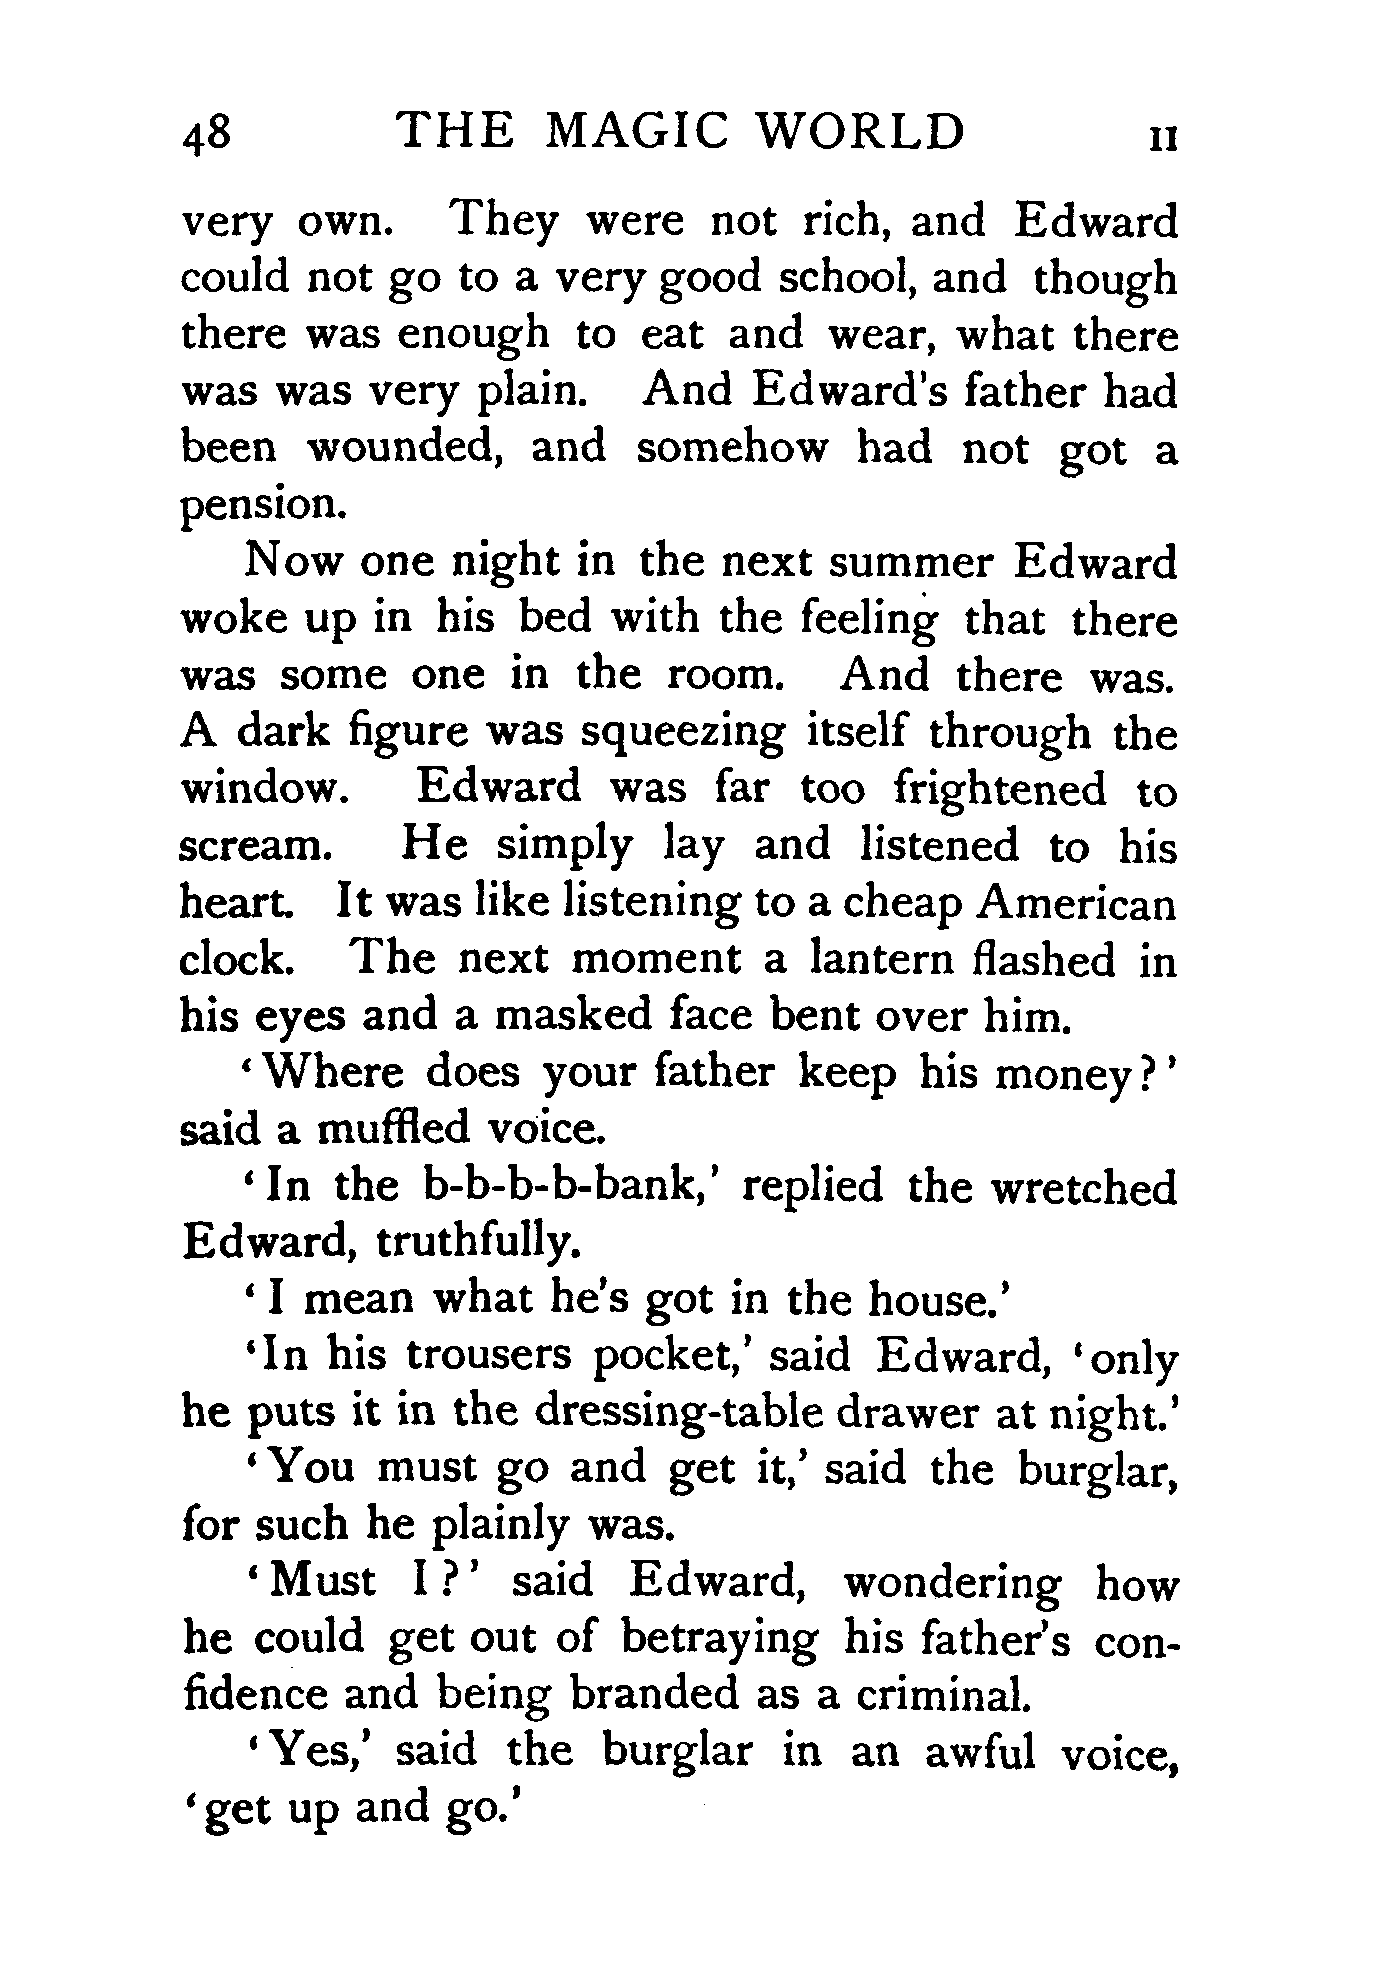 48 THE MAGIC WORLD II
very own. They were not rich, and Edward
could not go to a very good school, and though
there was enough to eat and wear, what there
was was very plain. And Edward's father had
been wounded, and somehow had not got a
pension.
Now one night in the next summer Edward
woke up in his bed with the feeling that there
was some one in the room. And there was.
A dark figure was squeezing itself through the
window. Edward was far too frightened to
scream. He simply lay and listened to his
heart. It was like listening to a cheap American
clock. The next moment a lantern flashed in
his eyes and a masked face bent over him.
‘Where does your father keep his money?’
said a muffled voice.
‘In the b-b-b-b-bank,’ replied the wretched
Edward, truthfully.
‘I mean what he's got in the house.’
‘In his trousers pocket,’ said Edward, ‘only
he puts it in the dressing-table drawer at night.’
‘You must go and get it,’ said the burglar,
for such he plainly was.
‘Must I?’ said Edward, wondering how
he could get out of betraying his father's con-
fidence and being branded as a criminal.
‘Yes,’ said the burglar in an awful voice,
‘get up and go.’